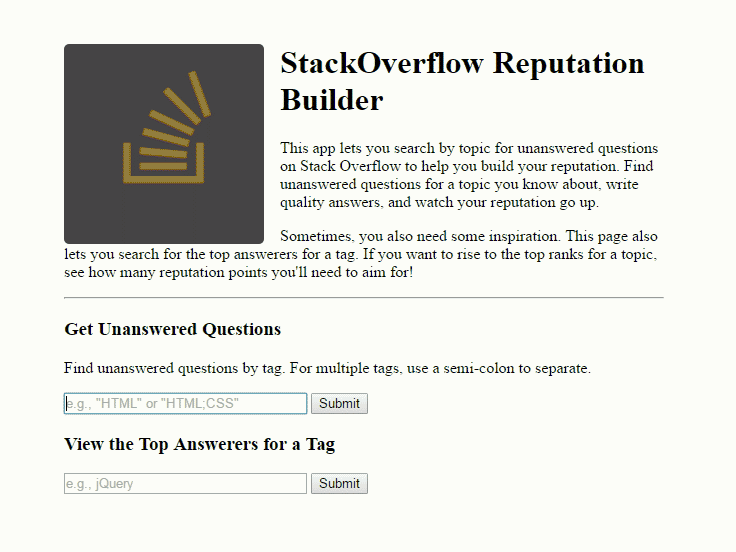 StackOverflow Reputation
Builder
This app lets you search by topic for unanswered questions
on Stack Overflow to help you build your reputation. Find
unanswered questions for a topic you know about, write
quality answers, and watch your reputation go up.
Sometimes, you also need some inspiration. This page also
lets you search for the top answerers for a tag. If you want to rise to the top ranks for a topic,
see how many reputation points you'll need to aim for!
Get Unanswered Questions
Find unanswered questions by tag. For multiple tags, use a semi-colon to separate.
e.g., "HTML" or "HTML;CSS" Submit
View the Top Answerers for a Tag
e.g., jQuery Submit